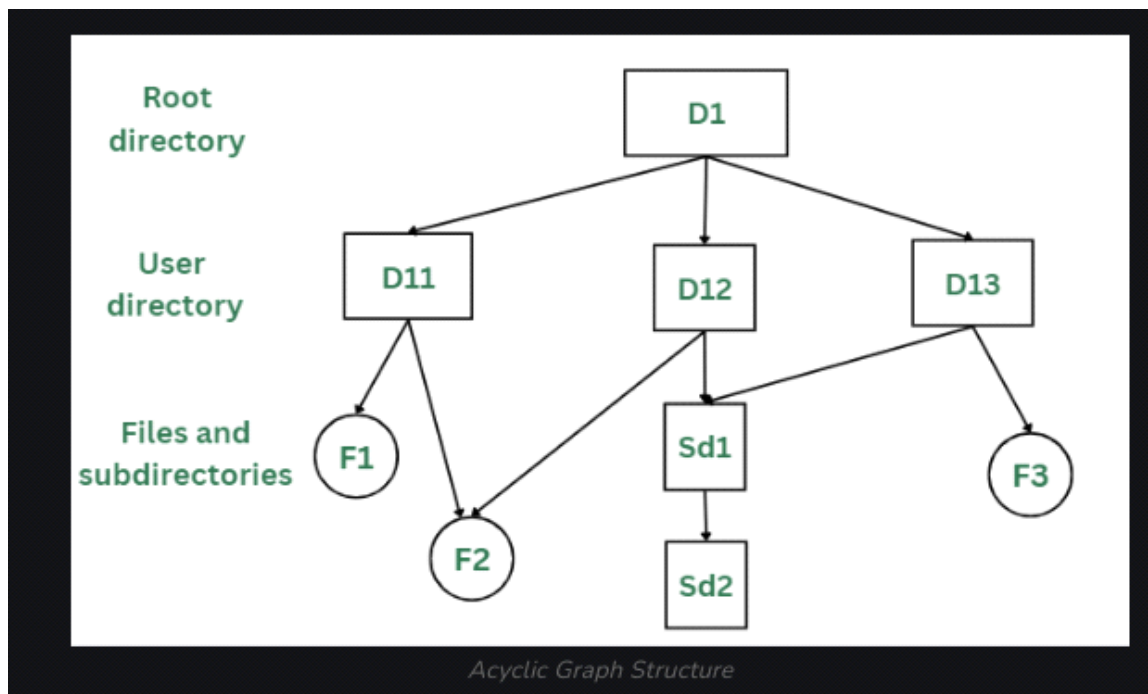 Root
directory
D1
User
directory
D11
D12
D13
Files and
subdirectories
F1
F2
Sd1
F3
Sd2
Acyclic Graph Structure